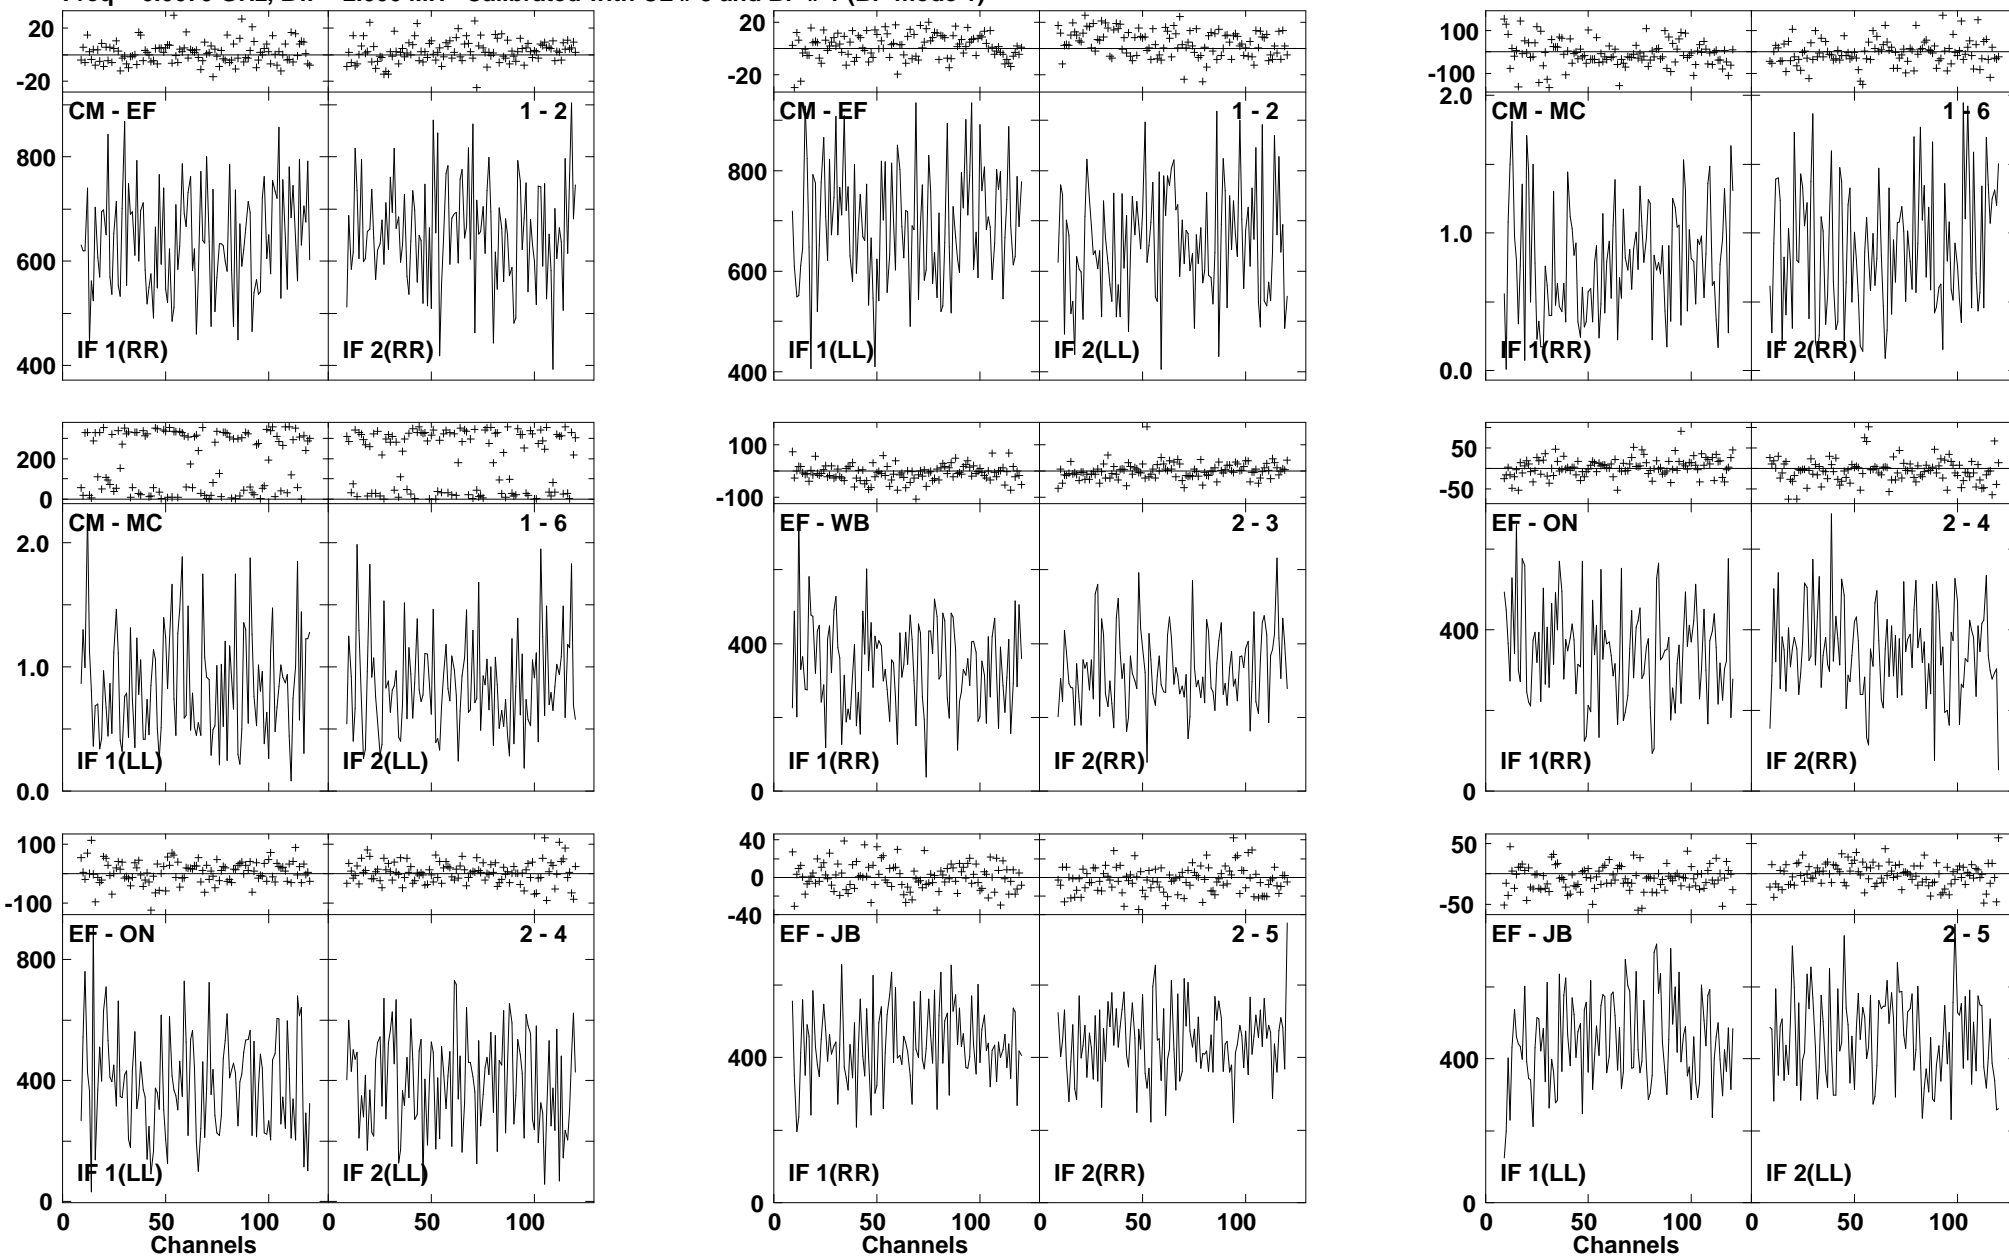 20
-20
CM - EF
1 - 2
800
600
400
IF 1(RR)
IF 2(RR)
20
-20
CM - EF
1 - 2
800
600
400
IF 1(LL)
IF 2(LL)
100
-100
2.0
CM - MC
1 - 6
1.0
0.0
IF 1(RR)
IF 2(RR)
200
0
CM - MC
1 - 6
2.0
1.0
0.0
IF 1(LL)
IF 2(LL)
100
-100
EF - WB
2 - 3
400
0
IF 1(RR)
IF 2(RR)
50
-50
EF - ON
2 - 4
400
0
IF 1(RR)
IF 2(RR)
100
-100
EF - ON
2 - 4
800
400
0
IF 1(LL)
IF 2(LL)
0 100 0 100
Channels
40
0
-40
EF - JB
2 - 5
400
0
IF 1(RR)
IF 2(RR)
0 50 100 0 50 100
Channels
50
-50
EF - JB
2 - 5
400
0
IF 1(LL)
IF 2(LL)
0 50 100 0 50 100
Channels